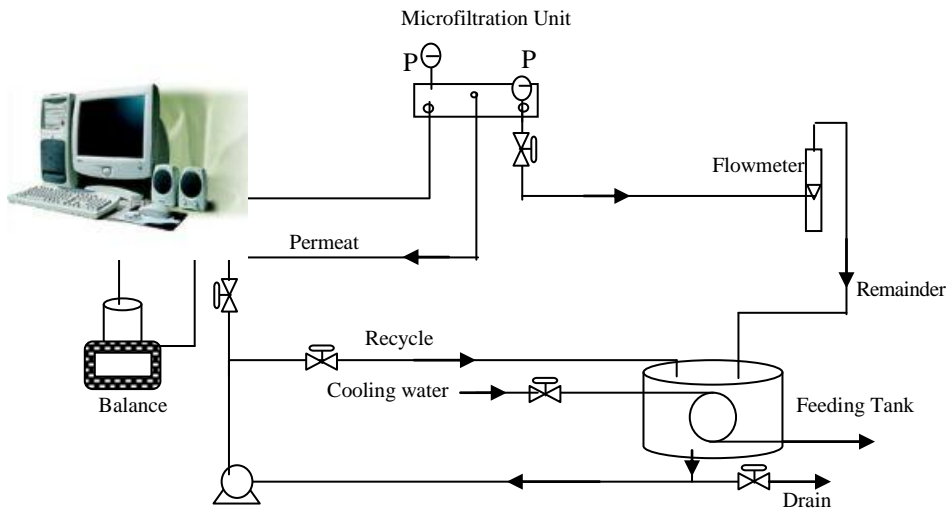 Microfiltration Unit
P
P
Flowmeter
Permeat
Remainder
Recycle
Cooling water
Balance
Feeding Tank
Drain